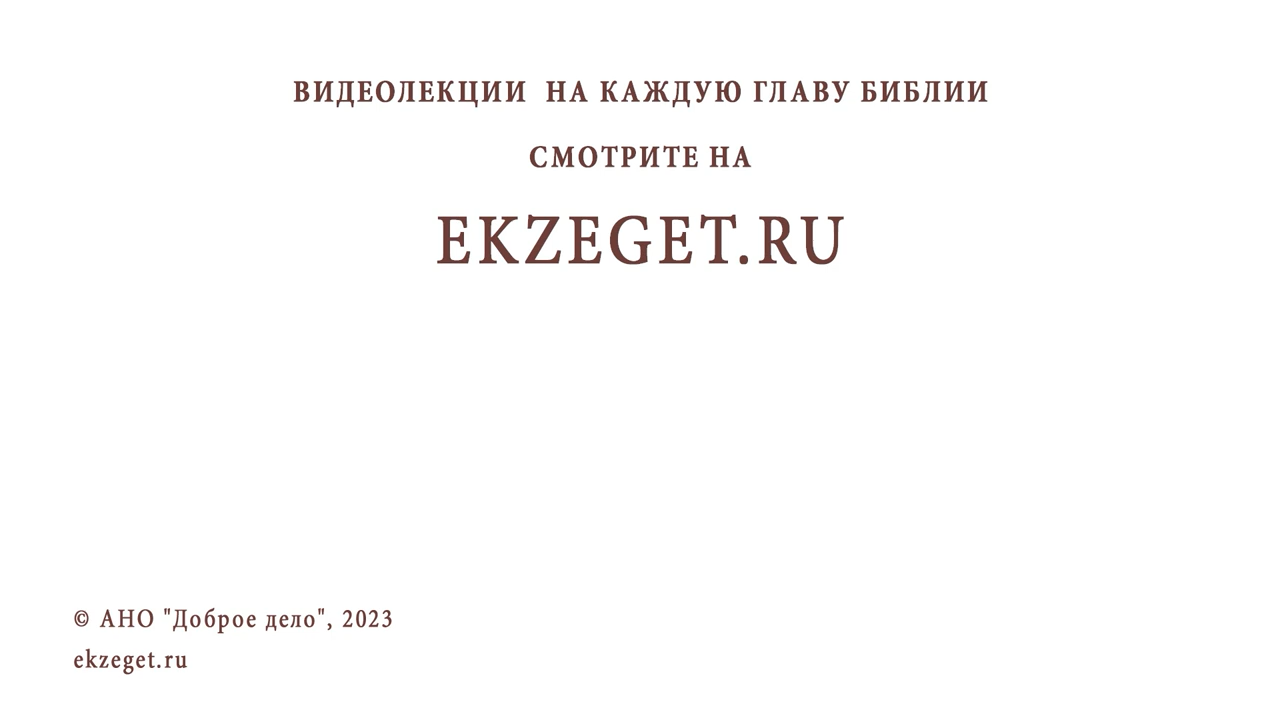 ВИДЕОЛЕКЦИИ НА КАЖДУЮ ГЛАВУ БИБЛИИ
СМОТРИТЕ НА
EKZEGET.RU
© АНО "Доброе дело", 2023
ekzeget.ru